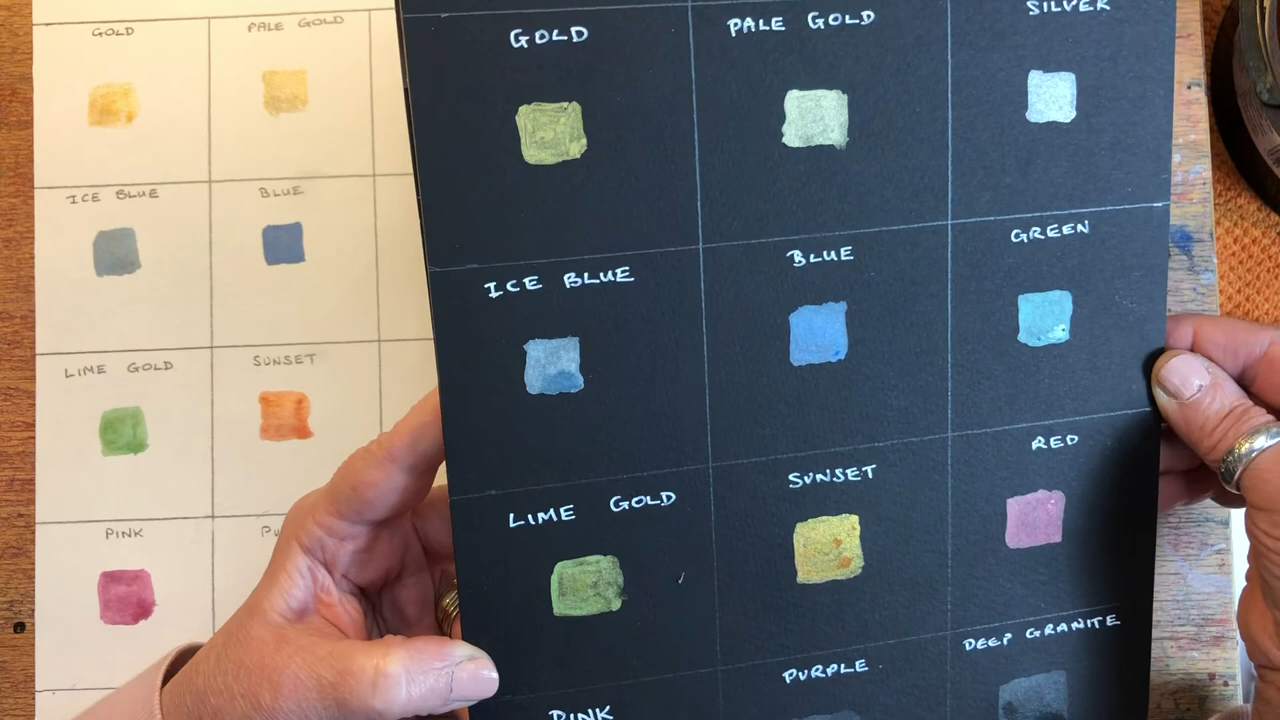 GOLD
PALE GOLD
ICE BLUE
BLUE
LIME GOLD
SUNSET
PINK
GOLD
PALE GOLD
SILVER
ICE BLUE
BLUE
GREEN
LIME GOLD
SUNSET
RED
PINK
PURPLE
DEEP GRANITE